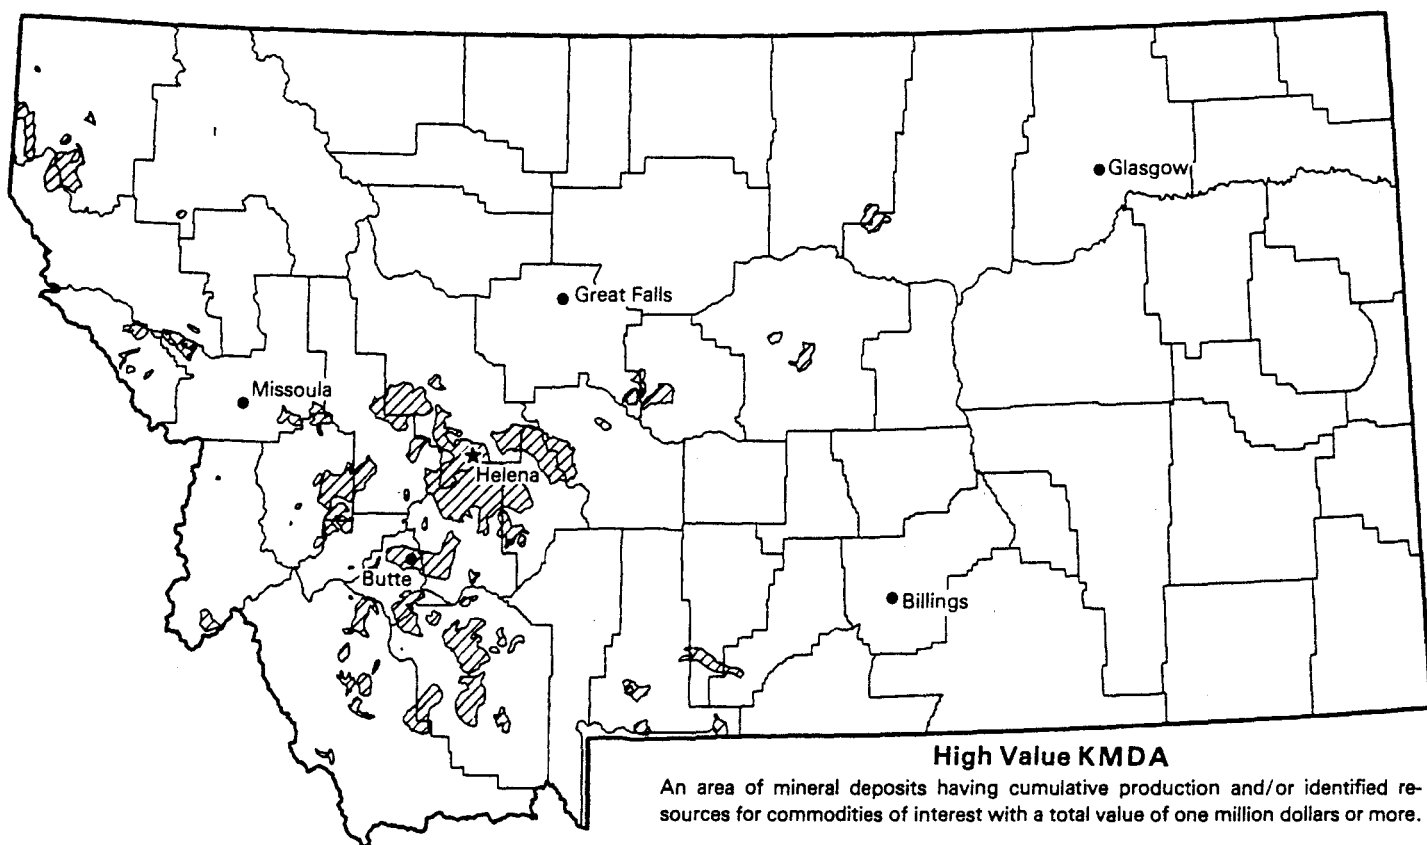 Glasgow
Great Falls
Missoula
Helena
Butte
Billings
High Value KMDA
An area of mineral deposits having cumulative production and/or identified re-
sources for commodities of interest with a total value of one million dollars or more.